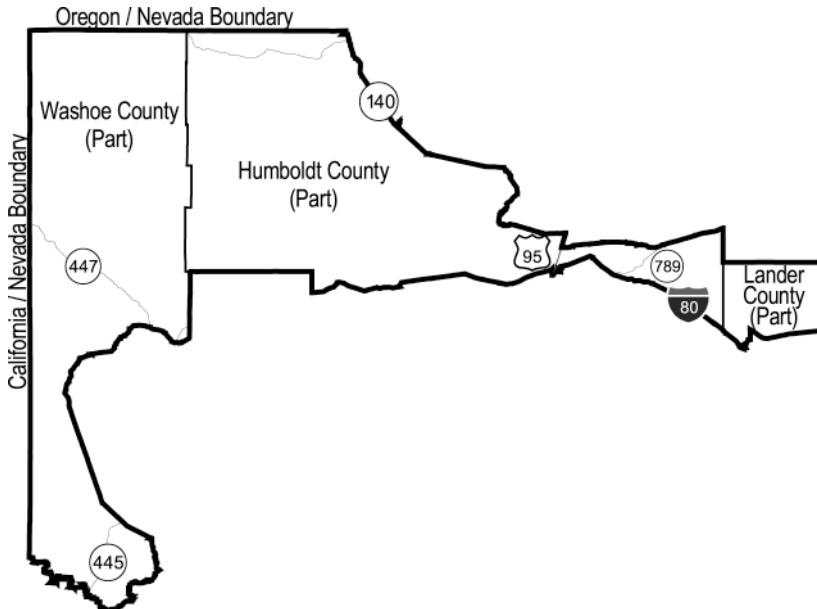 Oregon / Nevada Boundary
California / Nevada Boundary
Washoe County
(Part)
140
Humboldt County
(Part)
447
95
789
80
Lander
County
(Part)
445